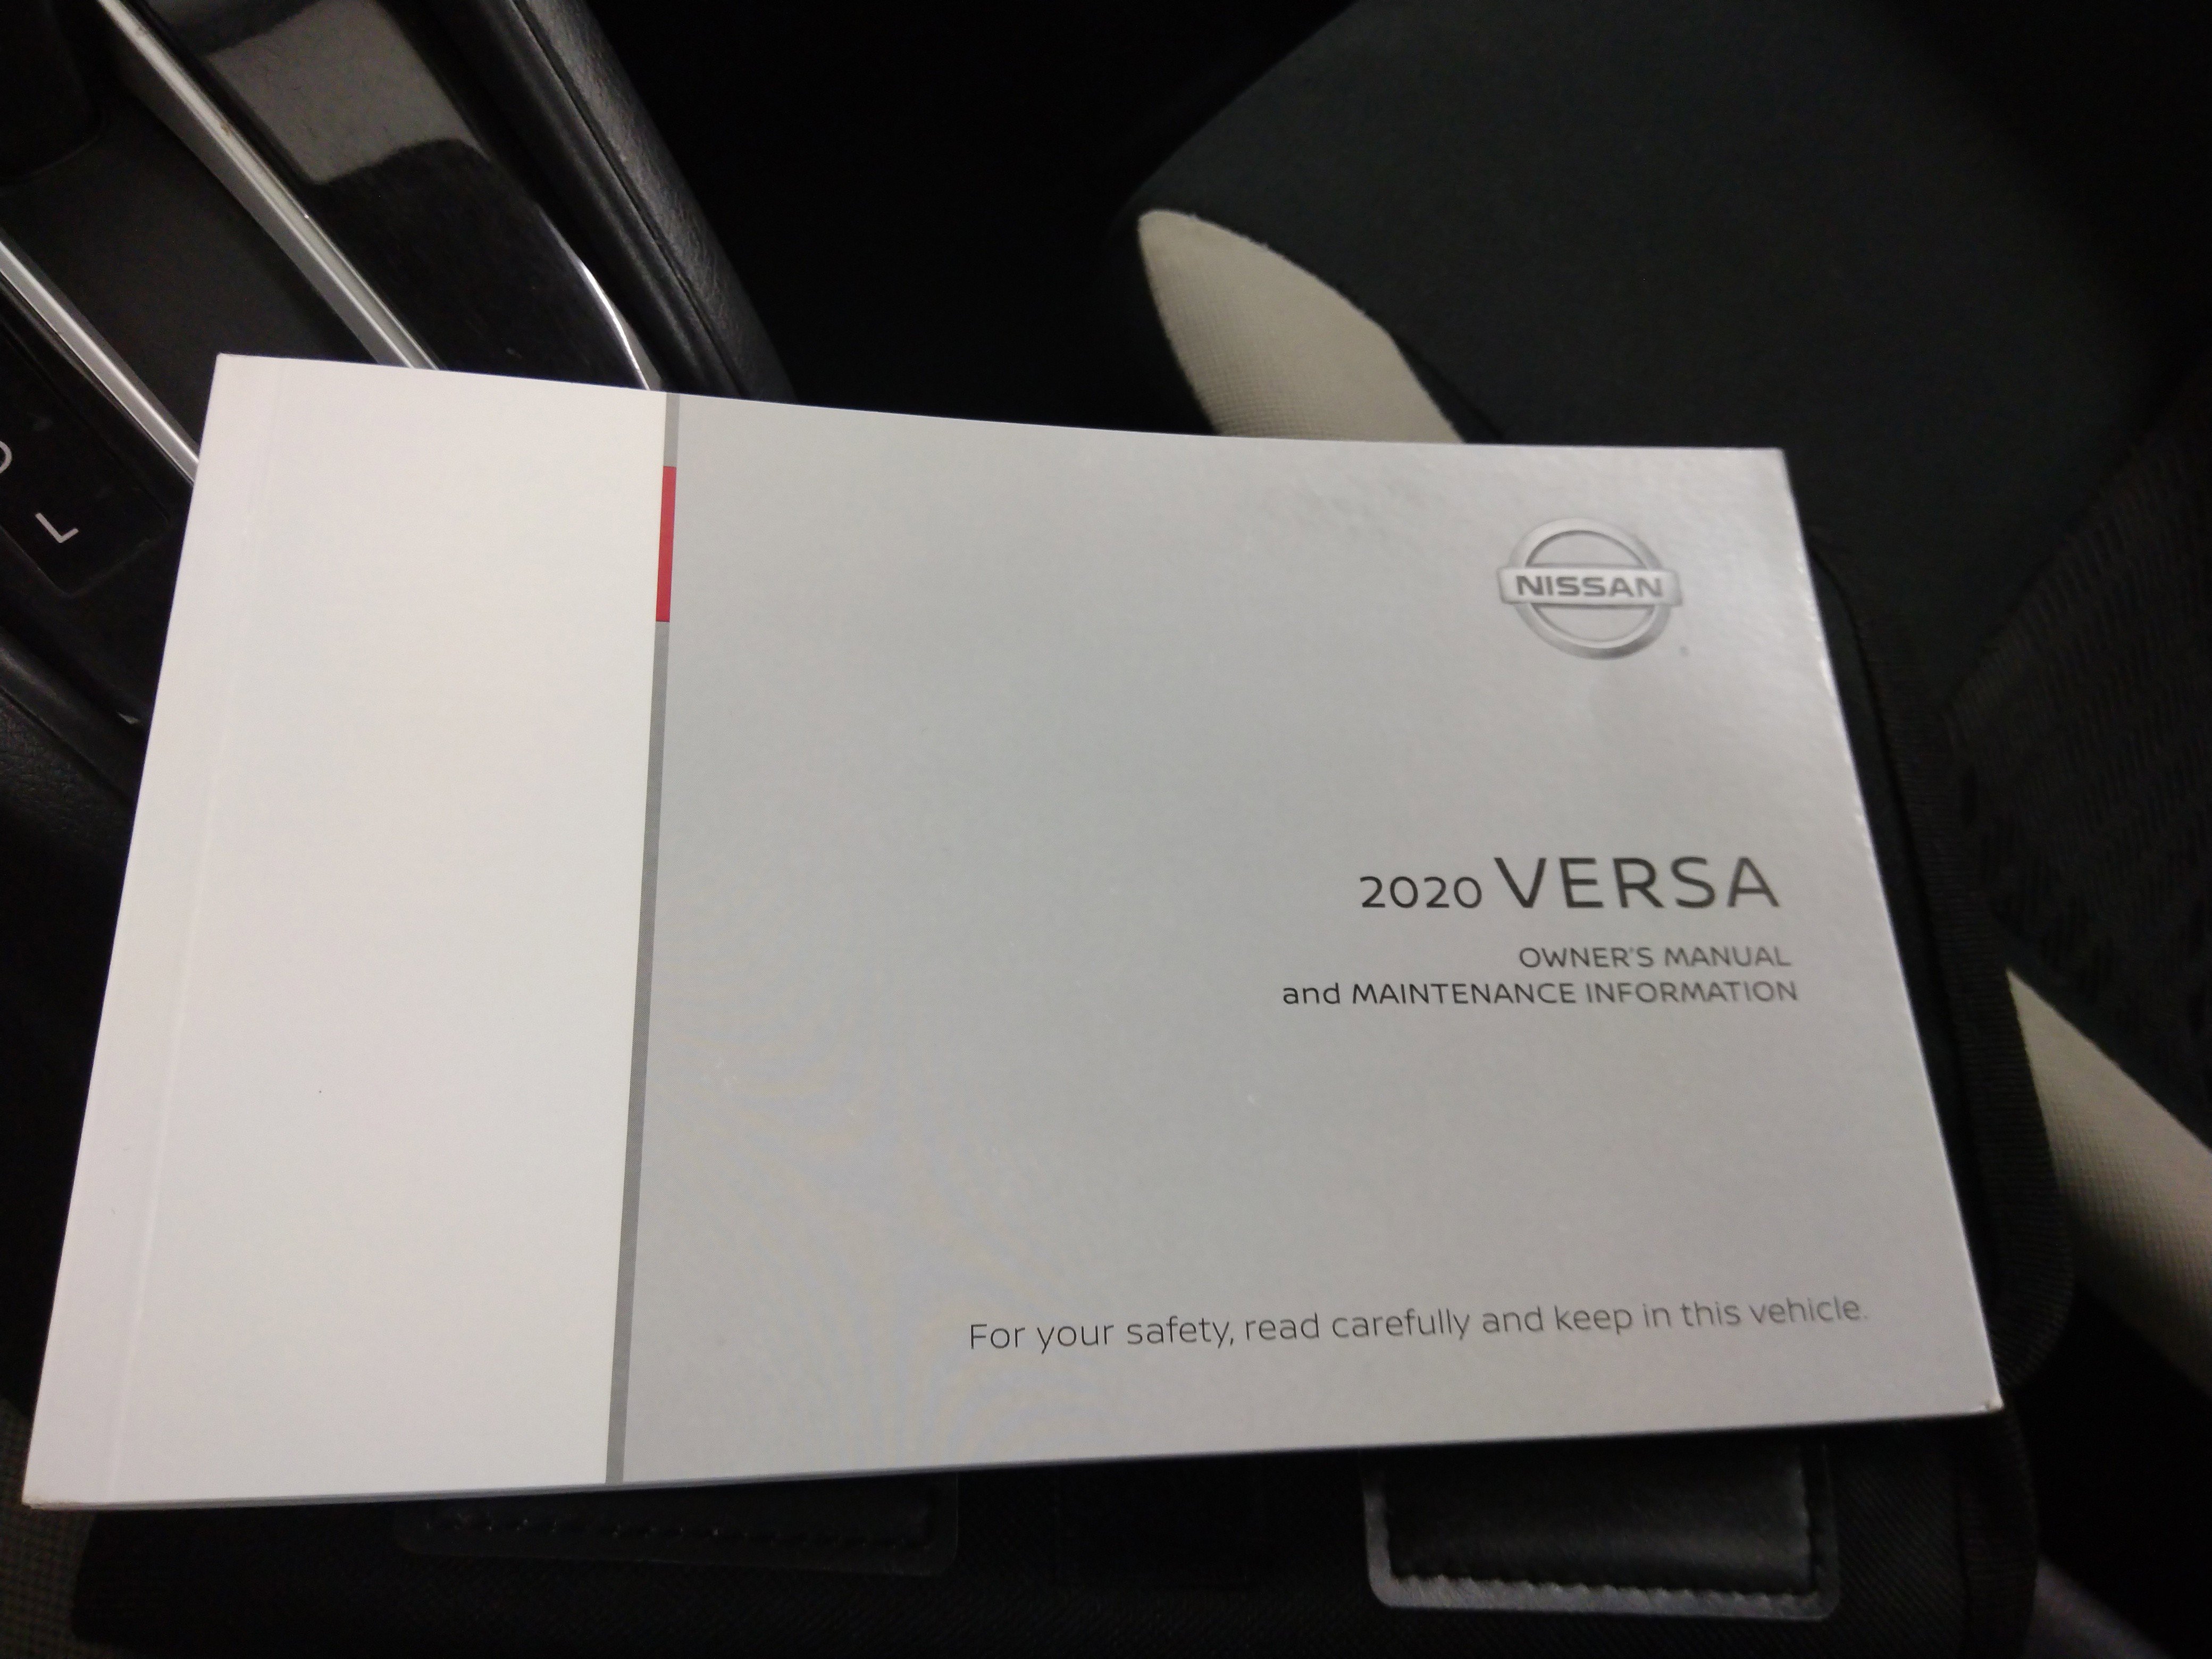 L
NISSAN
2020 VERSA
OWNER'S MANUAL
and MAINTENANCE INFORMATION
For your safety, read carefully and keep in this vehicle.